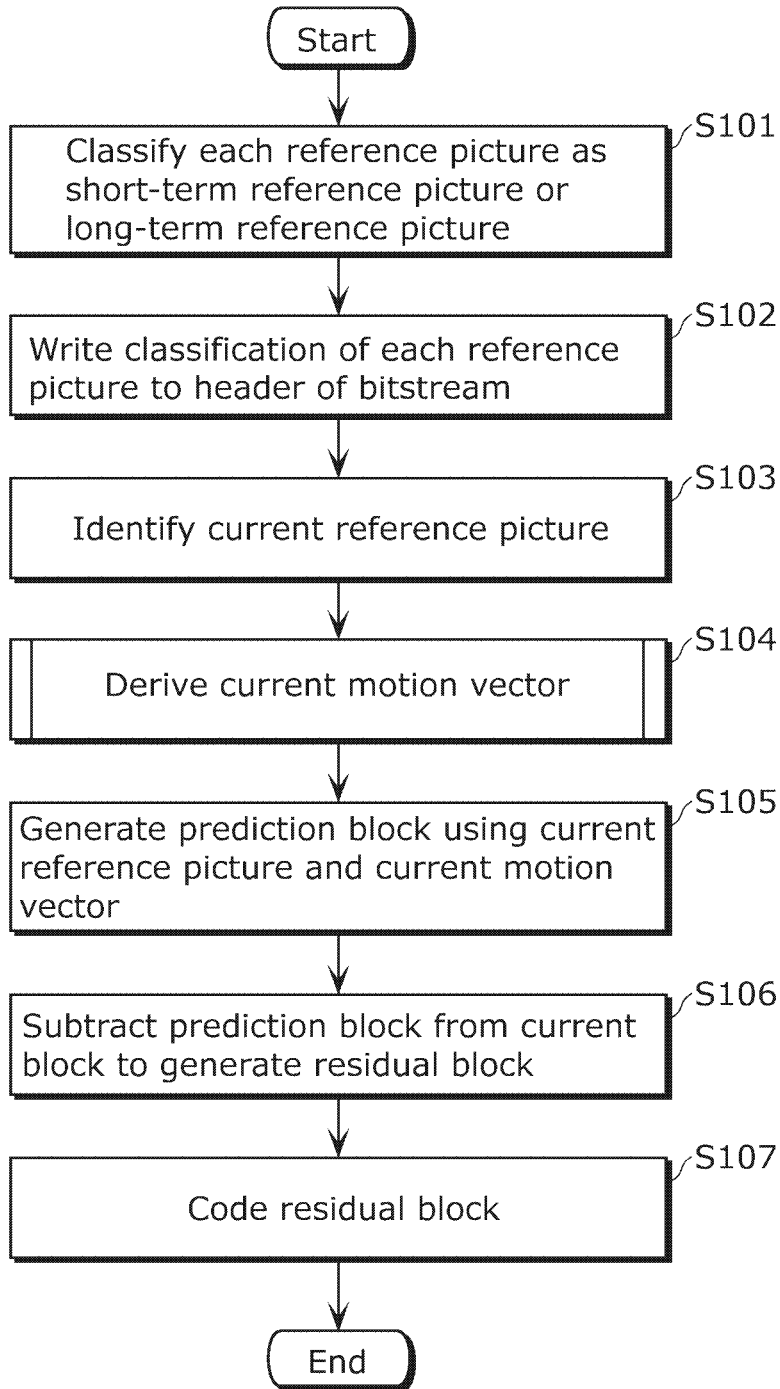 Start
S101
Classify each reference picture as
short-term reference picture or
long-term reference picture
S102
Write classification of each reference
picture to header of bitstream
S103
Identify current reference picture
S104
Derive current motion vector
S105
Generate prediction block using current
reference picture and current motion
vector
S106
Subtract prediction block from current
block to generate residual block
S107
Code residual block
End